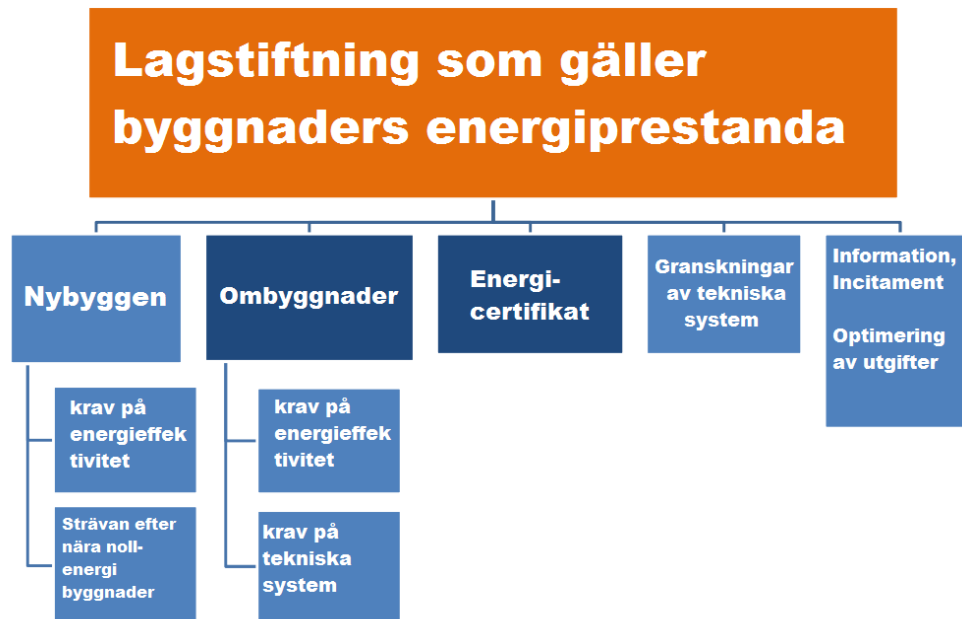 Lagstiftning som gäller
byggnaders energiprestanda
Nybyggen
Ombyggnader
Energi-
certifikat
Granskningar
av tekniska
system
Information,
Incitament
Optimering
av utgifter
krav på
energieffek
tivitet
Strävan efter
nära noll-
energi
byggnader
krav på
energieffek
tivitet
krav på
tekniska
system